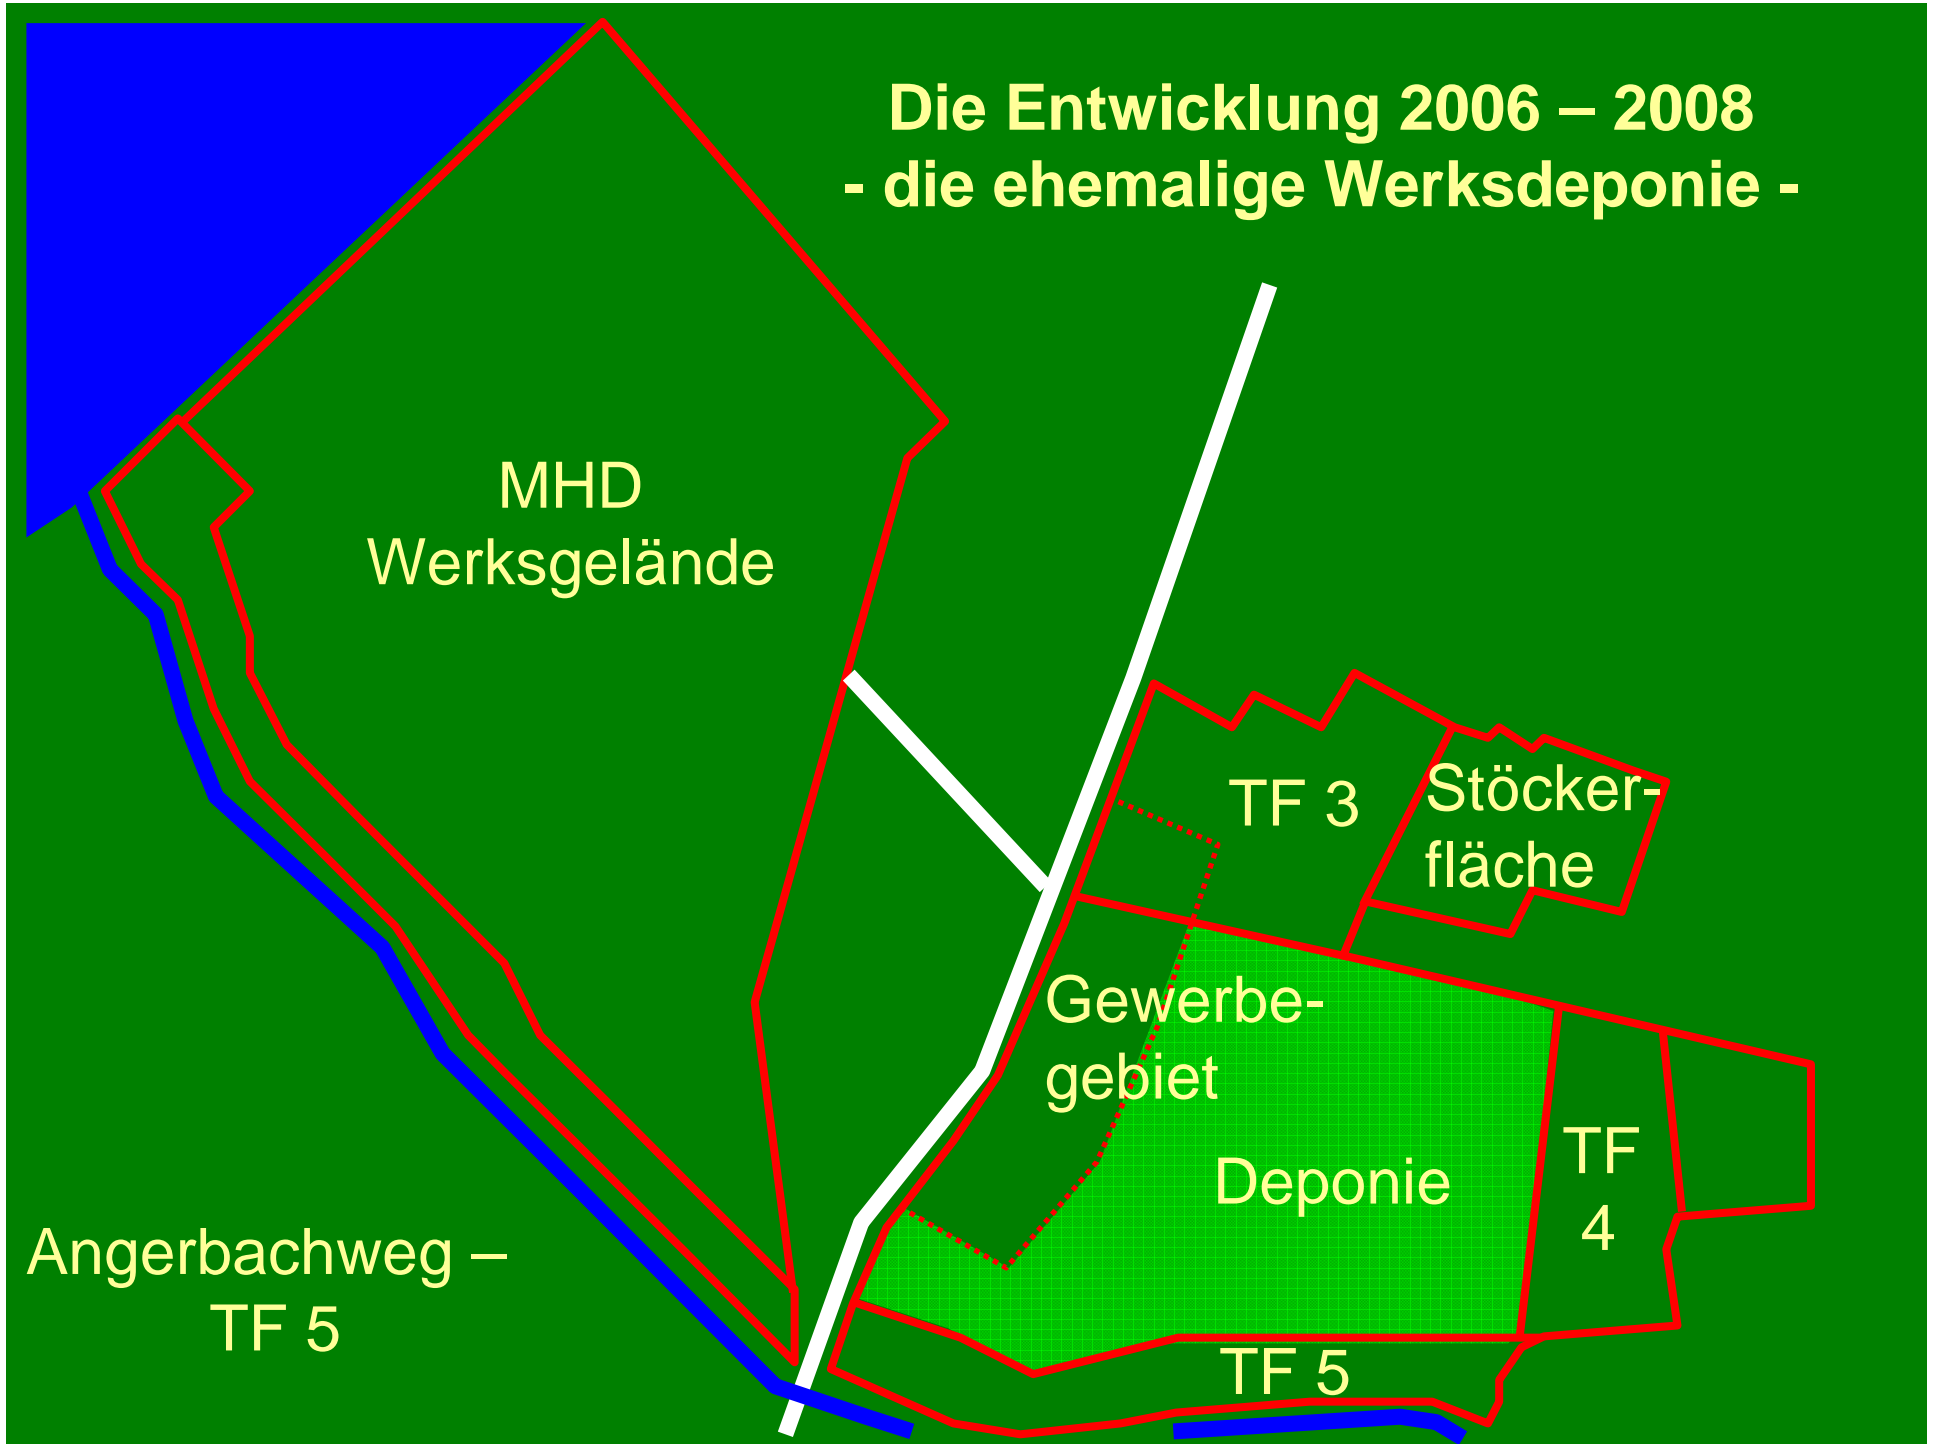 Die Entwicklung 2006 – 2008
- die ehemalige Werksdeponie -
MHD
Werksgelände
TF 3
Stöcker-
fläche
Gewerbe-
gebiet
Deponie
TF
4
Angerbachweg –
TF 5
TF 5